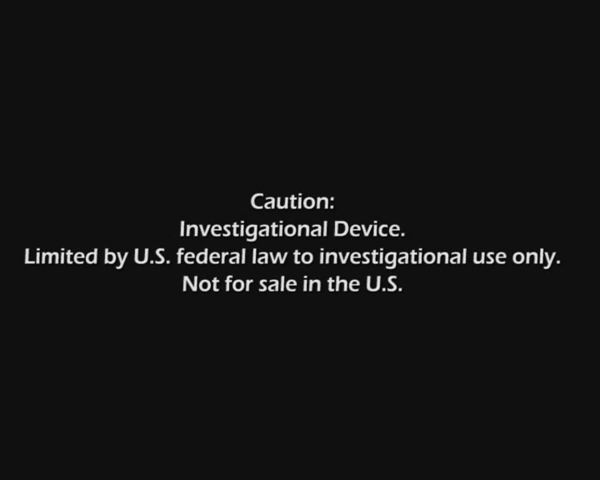 Caution:
Investigational Device.
Limited by U.S. federal law to investigational use only.
Not for sale in the U.S.